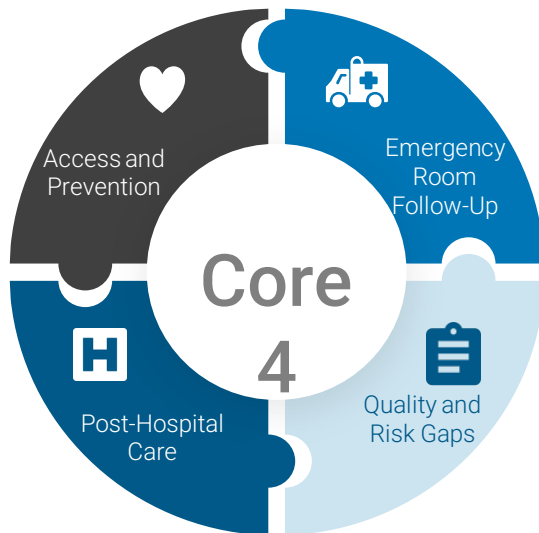 Access and
Prevention
Emergency
Room
Follow-Up
Core
4
H
Post-Hospital
Care
Quality and
Risk Gaps